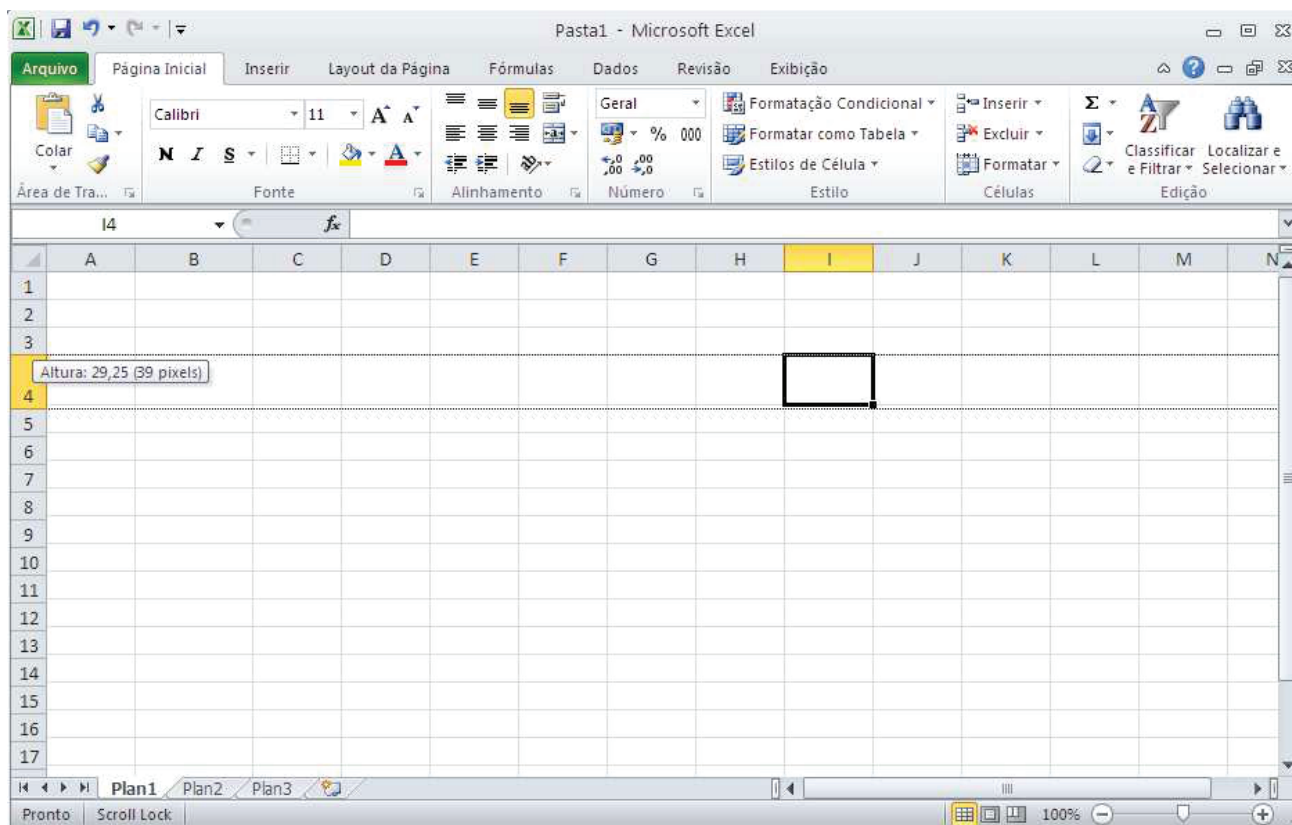 Pasta1 - Microsoft Excel
Arquivo Página Inicial Inserir Layout da Página Fórmulas Dados Revisão Exibição
Calibri 11 A A Geral Formatação Condicional Inserir Σ
Colar % 000 Formatar como Tabela Excluir
N I S A ,00 ,0 Estilos de Célula Formatar Classificar e Filtrar Localizar e Selecionar
Área de Tra... Fonte Alinhamento Número Estilo Células Edição
I4 fx
A B C D E F G H I J K L M N
1
2
3
Altura: 29,25 (39 pixels)
4
5
6
7
8
9
10
11
12
13
14
15
16
17
Plan1 Plan2 Plan3
Pronto Scroll Lock 100%